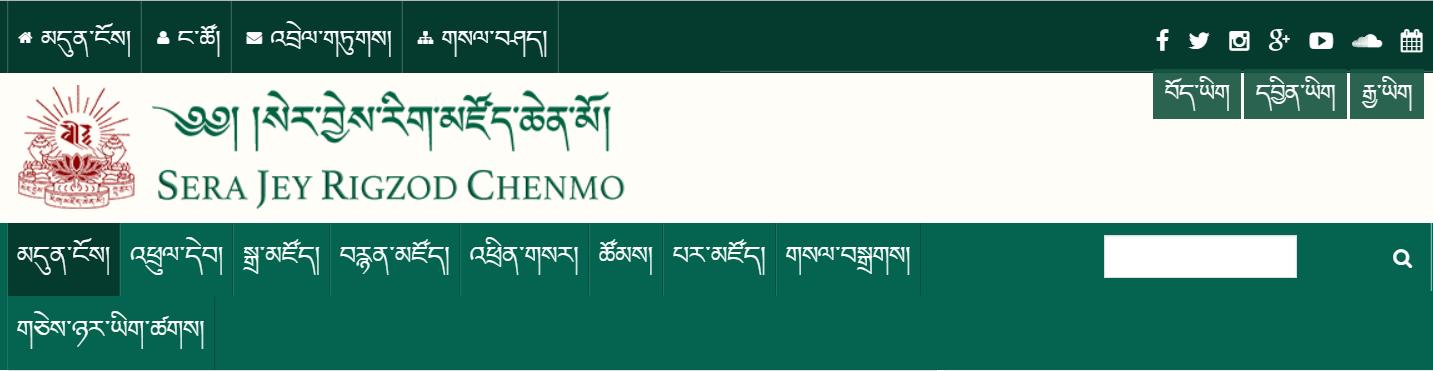 མདུན་ངོས། ང་ཚོ། འབྲེལ་གཏུགས། གསལ་བཤད།
བོད་ཡིག དབྱིན་ཡིག རྒྱ་ཡིག
༄༅། །སེར་བྱེས་རིག་མཛོད་ཆེན་མོ།
SERA JEY RIGZOD CHENMO
མདུན་ངོས། འཕྲུལ་དེབ། སྒྲ་མཛོད། བརྙན་མཛོད། འཕྲིན་གསར། ཚོམས། པར་མཛོད། གསལ་བསྒྲགས།
གཅེས་ཉར་ཡིག་ཚགས།